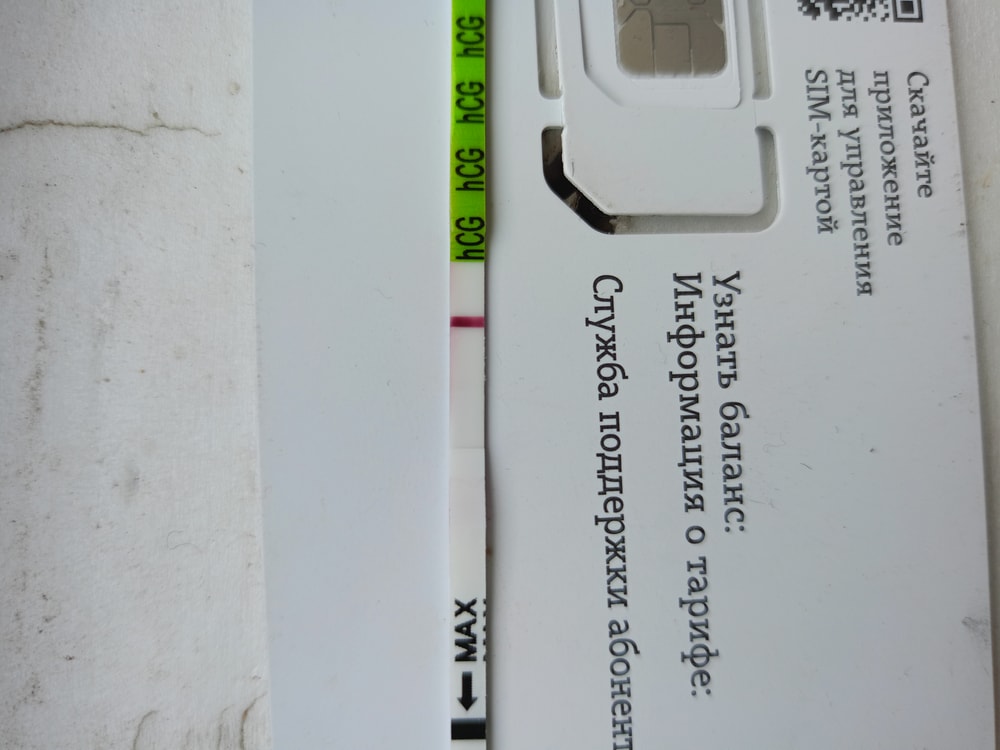 hCG hCG hCG hCG
MAX
Скачайте
приложение
для управления
SIM-картой
Узнать баланс:
Информация о тарифе:
Служба поддержки абонент